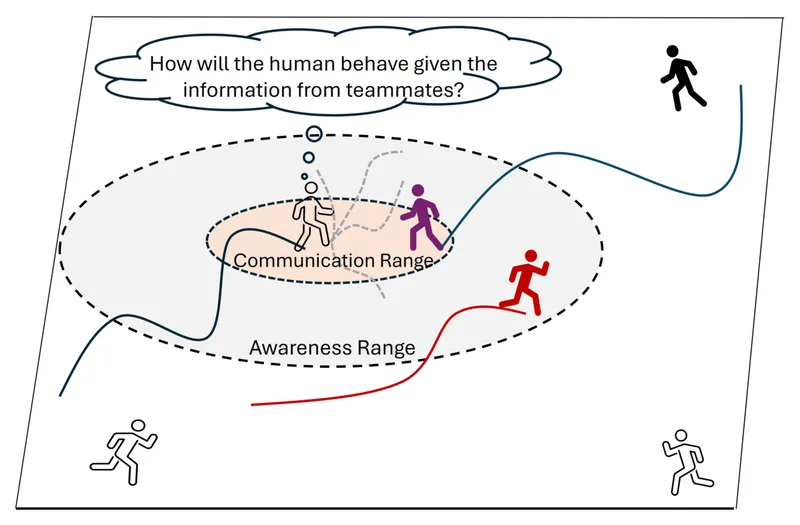 How will the human behave given the
information from teammates?
Communication Range
Awareness Range